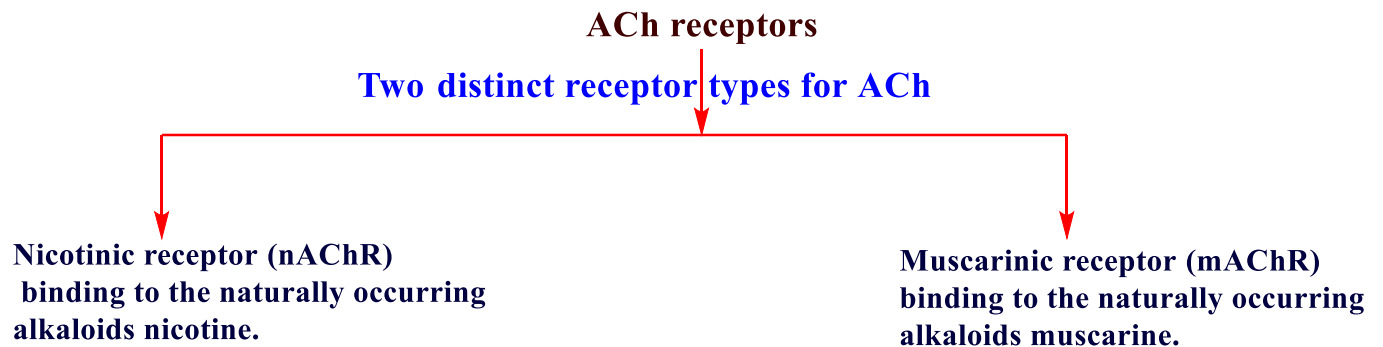 ACh receptors
Two distinct receptor types for ACh
Nicotinic receptor (nAChR)
binding to the naturally occurring
alkaloids nicotine.
Muscarinic receptor (mAChR)
binding to the naturally occurring
alkaloids muscarine.